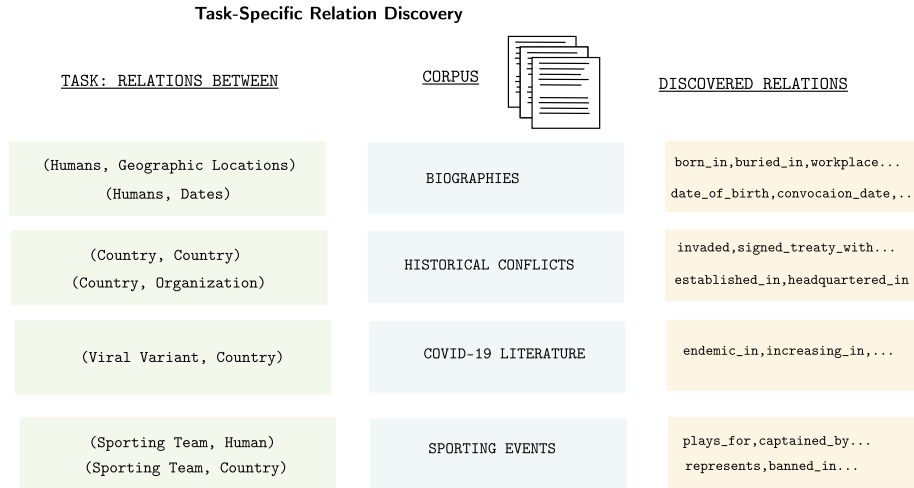 Task-Specific Relation Discovery
TASK: RELATIONS BETWEEN
CORPUS
DISCOVERED RELATIONS
(Humans, Geographic Locations)
(Humans, Dates)
BIOGRAPHIES
born_in,buried_in,workplace...
date_of_birth,convocaion_date,..
(Country, Country)
(Country, Organization)
HISTORICAL CONFLICTS
invaded,signed_treaty_with...
established_in,headquartered_in
(Viral Variant, Country)
COVID-19 LITERATURE
endemic_in,increasing_in,...
(Sporting Team, Human)
(Sporting Team, Country)
SPORTING EVENTS
plays_for,captained_by...
represents,banned_in...